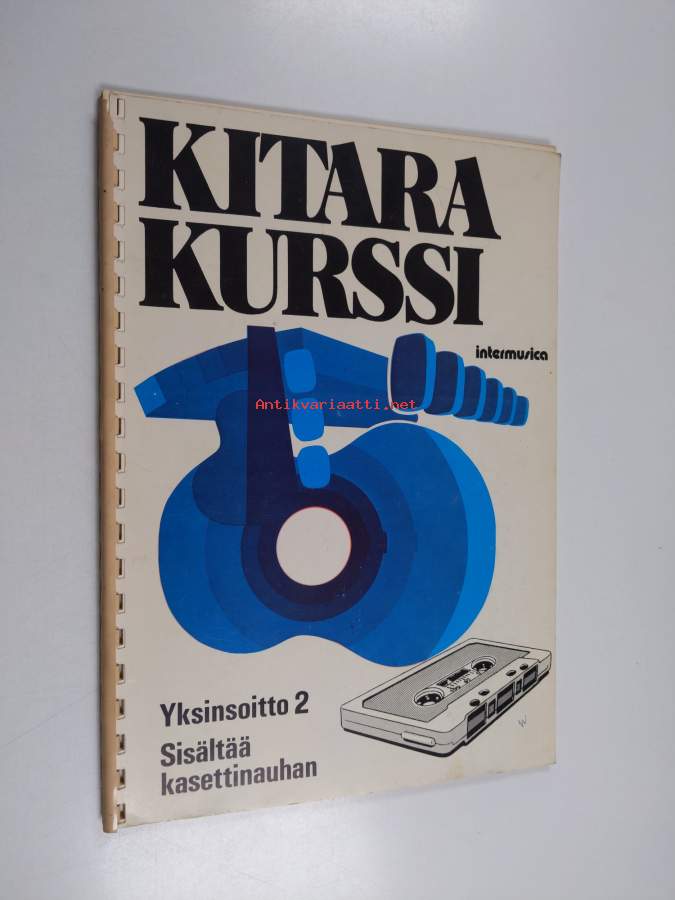 KITARA
KURSSI
intermusica
Antikvariaatti.net
Yksinsoitto 2
Sisältää
kasettinauhan